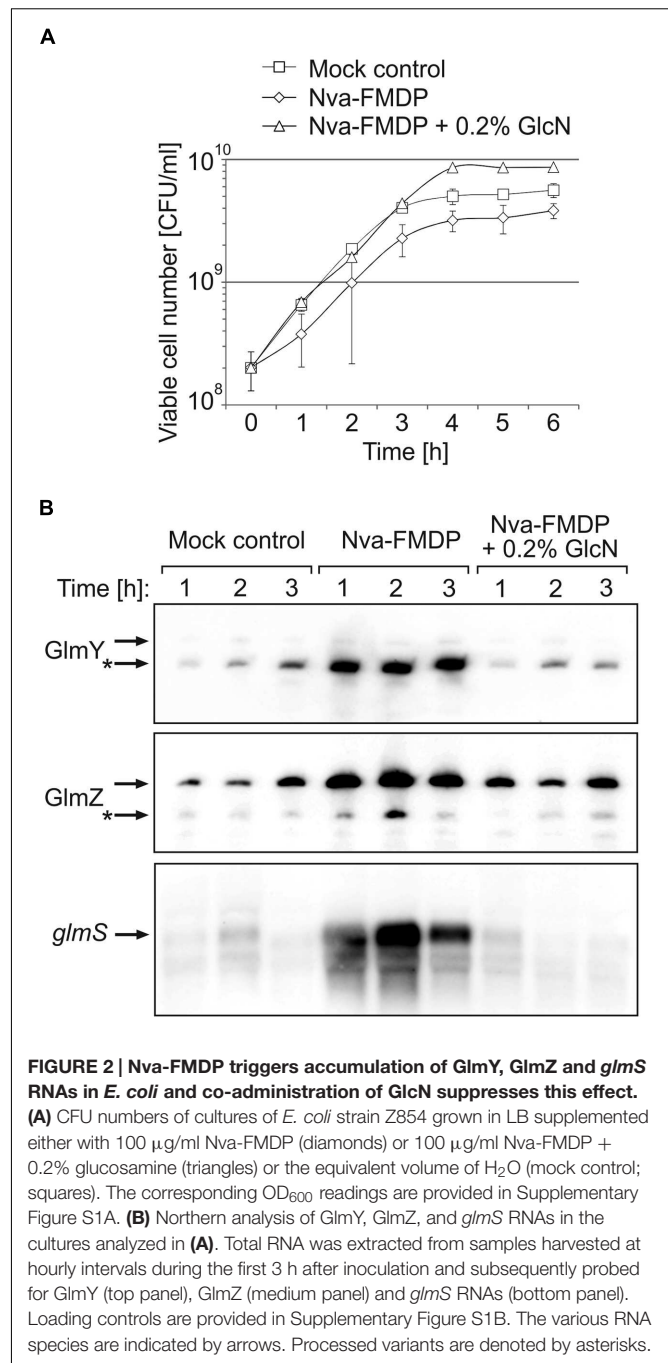 A
Mock control
Nva-FMDP
Nva-FMDP + 0.2% GlcN
Viable cell number [CFU/ml]
10^10
10^9
10^8
0 1 2 3 4 5 6
Time [h]
B
Mock control
Nva-FMDP
Nva-FMDP
+ 0.2% GlcN
Time [h]: 1 2 3 1 2 3 1 2 3
GlmY
*
GlmZ
*
glmS
FIGURE 2 | Nva-FMDP triggers accumulation of GlmY, GlmZ and glmS
RNAs in E. coli and co-administration of GlcN suppresses this effect.
(A) CFU numbers of cultures of E. coli strain Z854 grown in LB supplemented
either with 100 μg/ml Nva-FMDP (diamonds) or 100 μg/ml Nva-FMDP +
0.2% glucosamine (triangles) or the equivalent volume of H₂O (mock control;
squares). The corresponding OD₆₀₀ readings are provided in Supplementary
Figure S1A. (B) Northern analysis of GlmY, GlmZ, and glmS RNAs in the
cultures analyzed in (A). Total RNA was extracted from samples harvested at
hourly intervals during the first 3 h after inoculation and subsequently probed
for GlmY (top panel), GlmZ (medium panel) and glmS RNAs (bottom panel).
Loading controls are provided in Supplementary Figure S1B. The various RNA
species are indicated by arrows. Processed variants are denoted by asterisks.